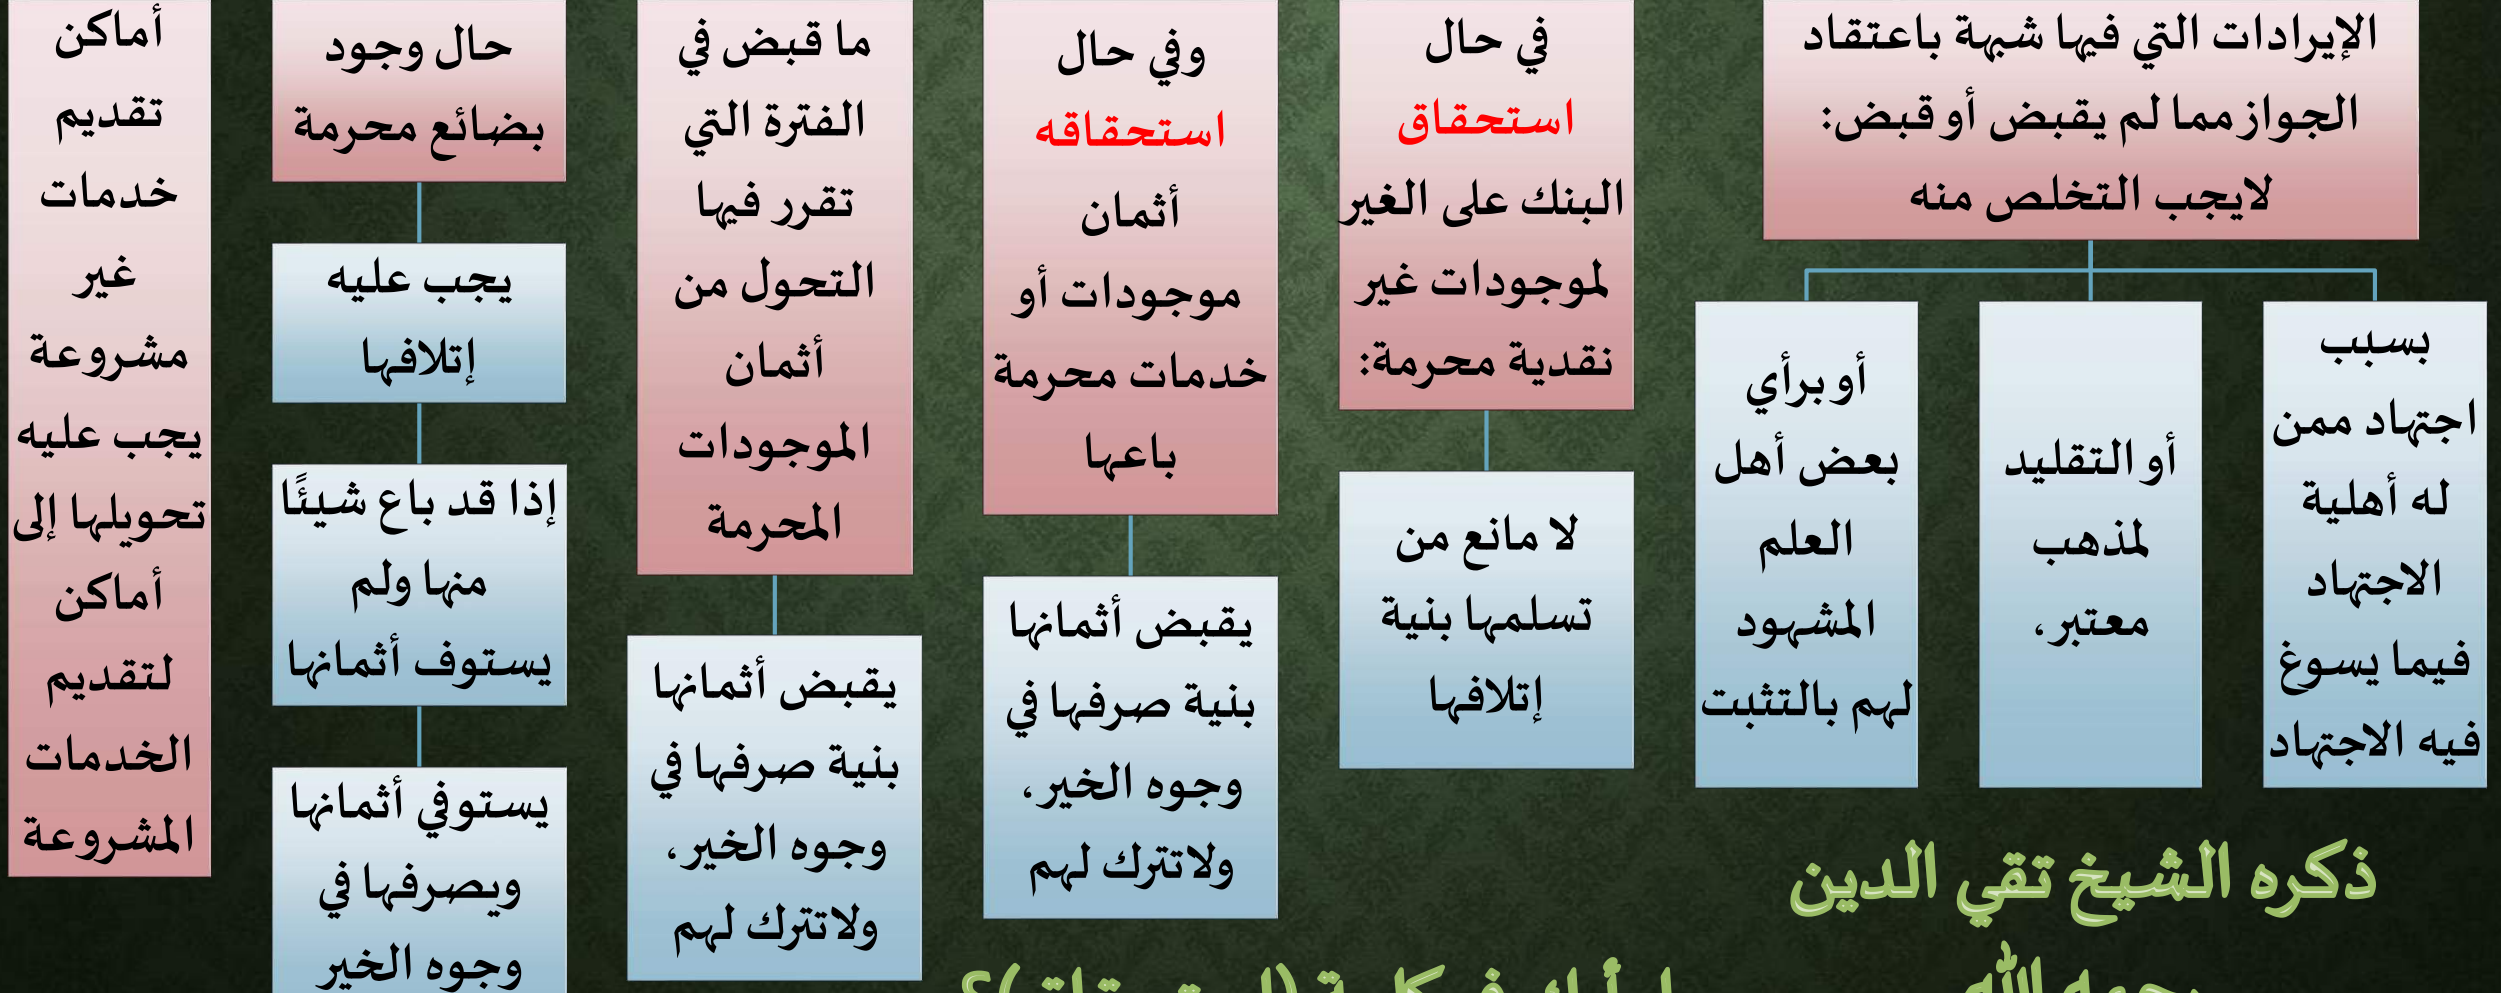 الإيرادات التي فيها شبهة باعتقاد
الجواز مما لم يقبض أو قبض:
لايجب التخلص منه
بسبب
اجتهاد ممن
له أهلية
الاجتهاد
فيما يسوغ
فيه الاجتهاد
أو التقليد
لمذهب
معتبر،
أو برأي
بعض أهل
العلم
المشهود
لهم بالتثبت
في حال
استحقاق
البنك على الغير
لموجودات غير
نقدية محرمة:
لا مانع من
تسلمها بنية
إتلافها
وفي حال
استحقاقه
أثمان
موجودات أو
خدمات محرمة
باعها
يقبض أثمانها
بنية صرفها في
وجوه الخير،
ولاتترك لهم
ما قبض في
الفترة التي
تقرر فيها
التحول من
أثمان
الموجودات
المحرمة
يقبض أثمانها
بنية صرفها في
وجوه الخير،
ولاتترك لهم
حال وجود
بضائع محرمة
يجب عليه
إتلافها
إذا قد باع شيئًا
منها ولم
يستوف أثمانها
يستوفي أثمانها
ويصرفها في
وجوه الخير
أماكن
تقديم
خدمات
غير
مشروعة
يجب عليه
تحويلها إلى
أماكن
لتقديم
الخدمات
المشروعة
ذكره الشيخ تقي الدين
رحمه الله